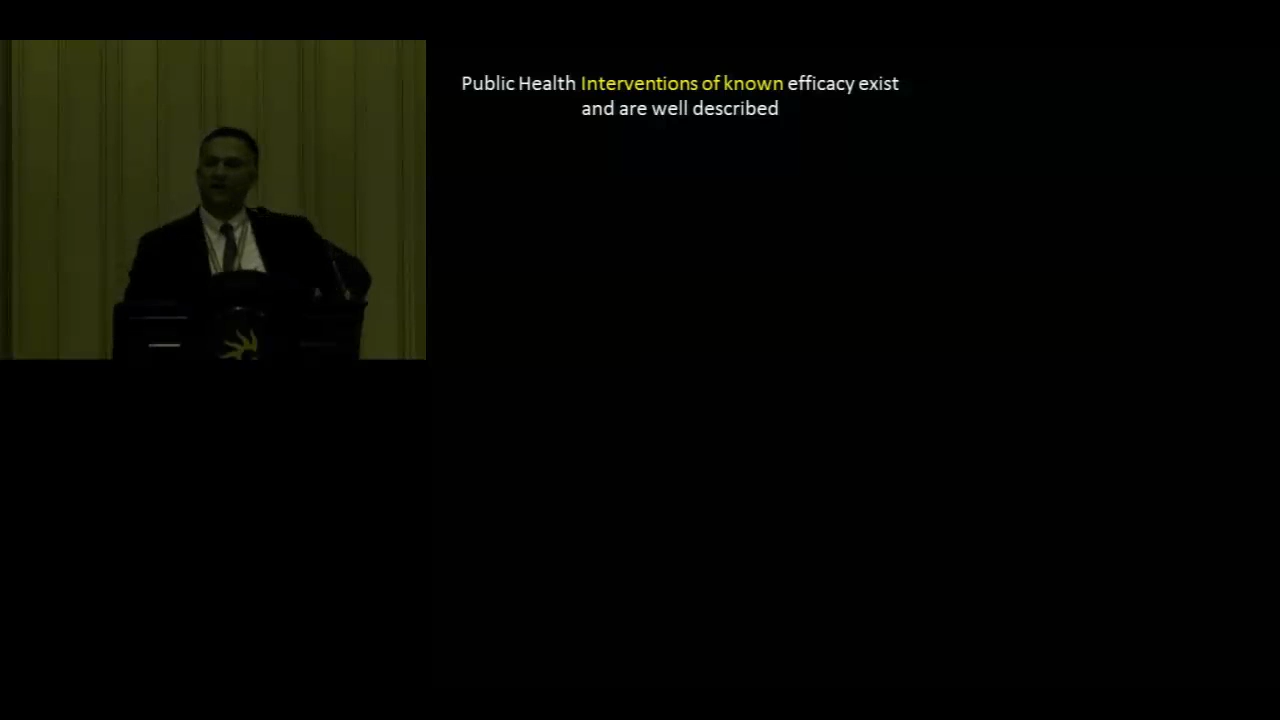 Public Health Interventions of known efficacy exist
and are well described